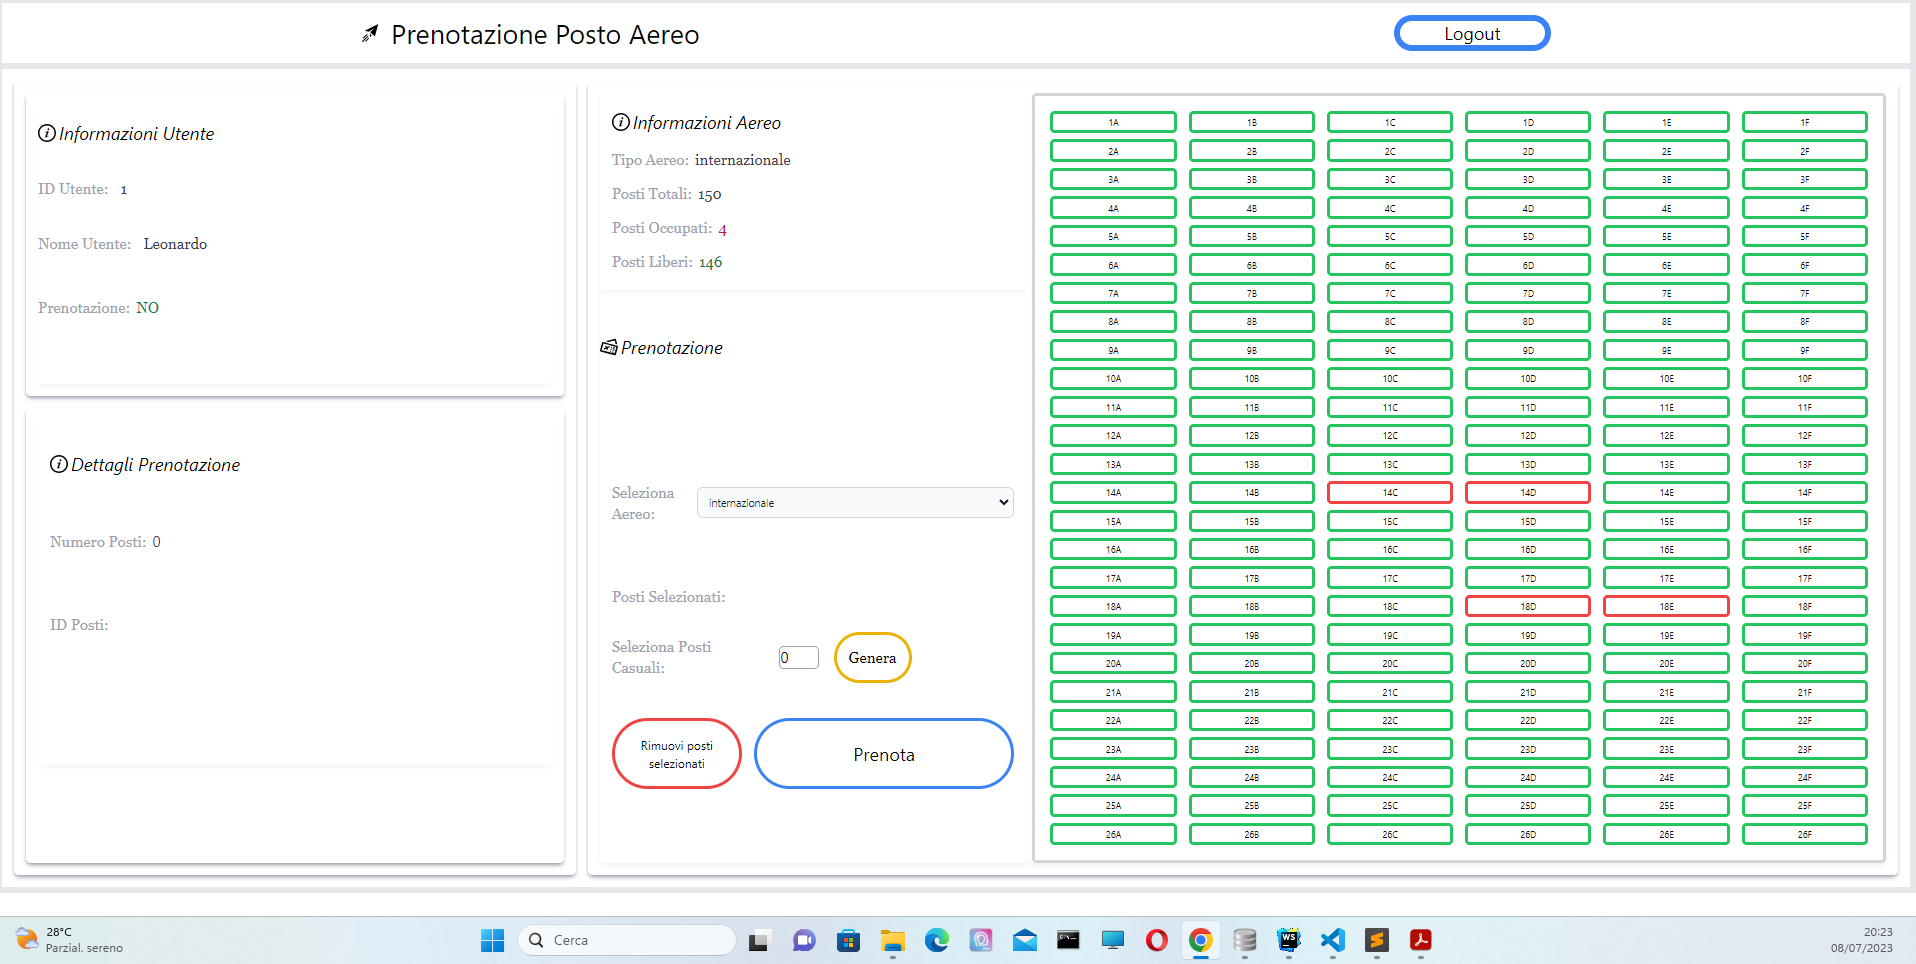 Prenotazione Posto Aereo
Logout
Informazioni Utente
ID Utente: 1
Nome Utente: Leonardo
Prenotazione: NO
Dettagli Prenotazione
Numero Posti: 0
ID Posti:
Informazioni Aereo
Tipo Aereo: internazionale
Posti Totali: 150
Posti Occupati: 4
Posti Liberi: 146
Prenotazione
Seleziona
Aereo:
internazionale
Posti Selezionati:
Seleziona Posti
Casuali:
0
Genera
Rimuovi posti
selezionati
Prenota
1A 1B 1C 1D 1E 1F
2A 2B 2C 2D 2E 2F
3A 3B 3C 3D 3E 3F
4A 4B 4C 4D 4E 4F
5A 5B 5C 5D 5E 5F
6A 6B 6C 6D 6E 6F
7A 7B 7C 7D 7E 7F
8A 8B 8C 8D 8E 8F
9A 9B 9C 9D 9E 9F
10A 10B 10C 10D 10E 10F
11A 11B 11C 11D 11E 11F
12A 12B 12C 12D 12E 12F
13A 13B 13C 13D 13E 13F
14A 14B 14C 14D 14E 14F
15A 15B 15C 15D 15E 15F
16A 16B 16C 16D 16E 16F
17A 17B 17C 17D 17E 17F
18A 18B 18C 18D 18E 18F
19A 19B 19C 19D 19E 19F
20A 20B 20C 20D 20E 20F
21A 21B 21C 21D 21E 21F
22A 22B 22C 22D 22E 22F
23A 23B 23C 23D 23E 23F
24A 24B 24C 24D 24E 24F
25A 25B 25C 25D 25E 25F
26A 26B 26C 26D 26E 26F
28°C
Parzial. sereno
Cerca
WS
20:23
08/07/2023